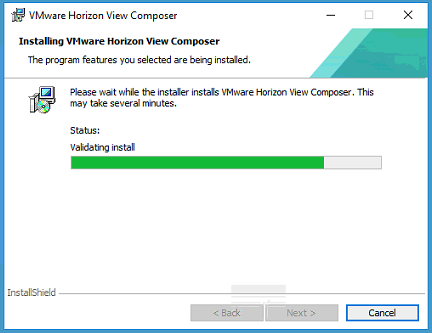 VMware Horizon View Composer
Installing VMware Horizon View Composer
The program features you selected are being installed.
Please wait while the installer installs VMware Horizon View Composer. This
may take several minutes.
Status:
Validating install
InstallShield
< Back
Next >
Cancel